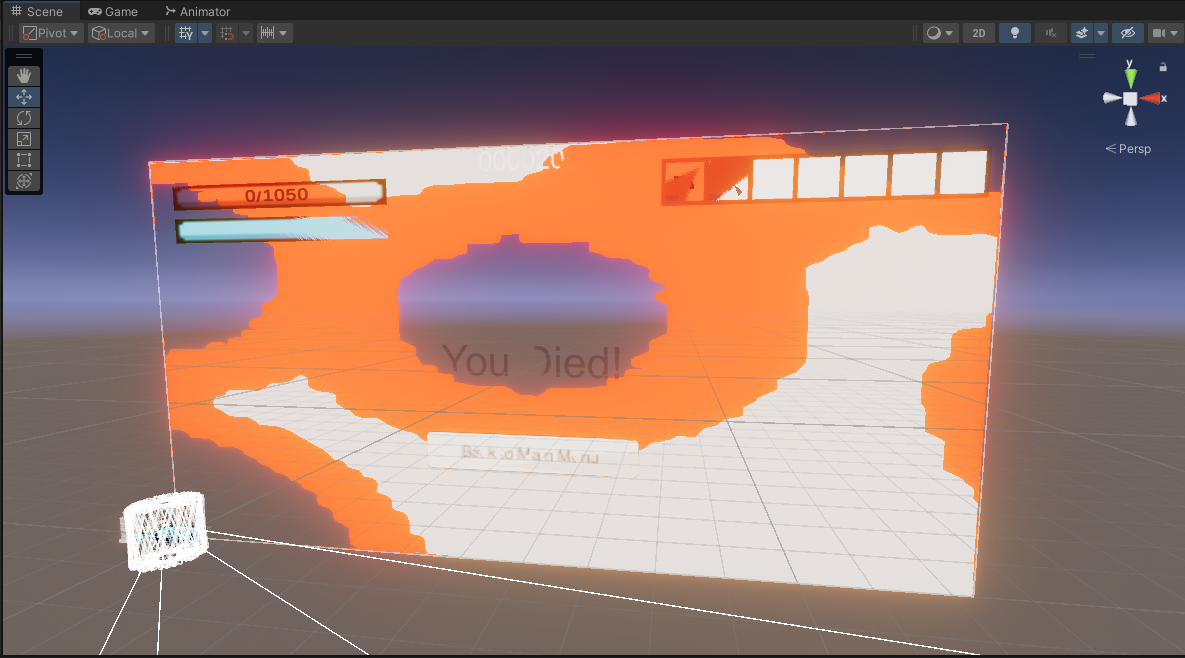 Scene Game Animator
Pivot Local
2D
y
x
Persp
000020
0/1050
You Died!
Back to Main Menu